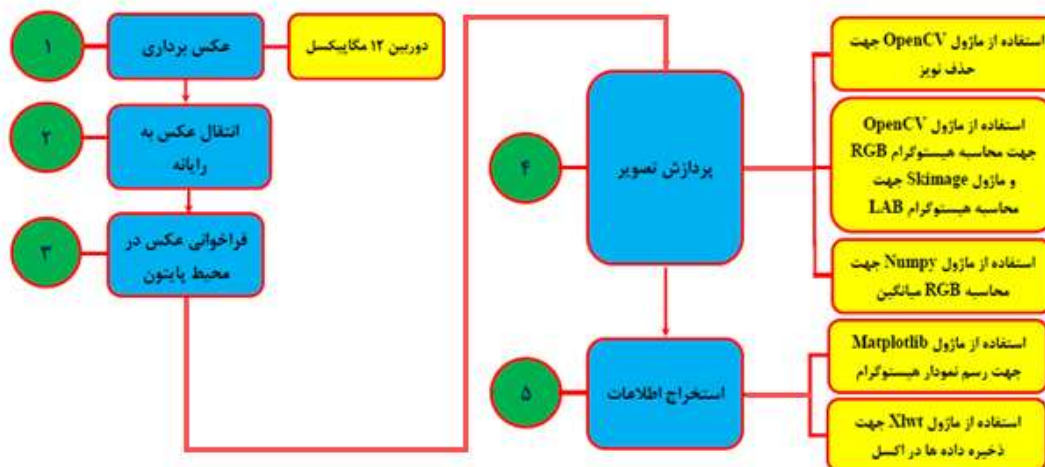 ۱
عکس برداری
دوربین ۱۲ مگاپیکسل
۲
انتقال عکس به
رایانه
۳
فراخوانی عکس در
محیط پایتون
۴
پردازش تصویر
استفاده از ماژول OpenCV جهت
حذف نویز
استفاده از ماژول OpenCV
جهت محاسبه هیستوگرام RGB
و ماژول Skimage جهت
محاسبه هیستوگرام LAB
استفاده از ماژول Numpy جهت
محاسبه RGB میانگین
۵
استخراج اطلاعات
استفاده از ماژول Matplotlib
جهت رسم نمودار هیستوگرام
استفاده از ماژول Xlwt جهت
ذخیره داده ها در اکسل